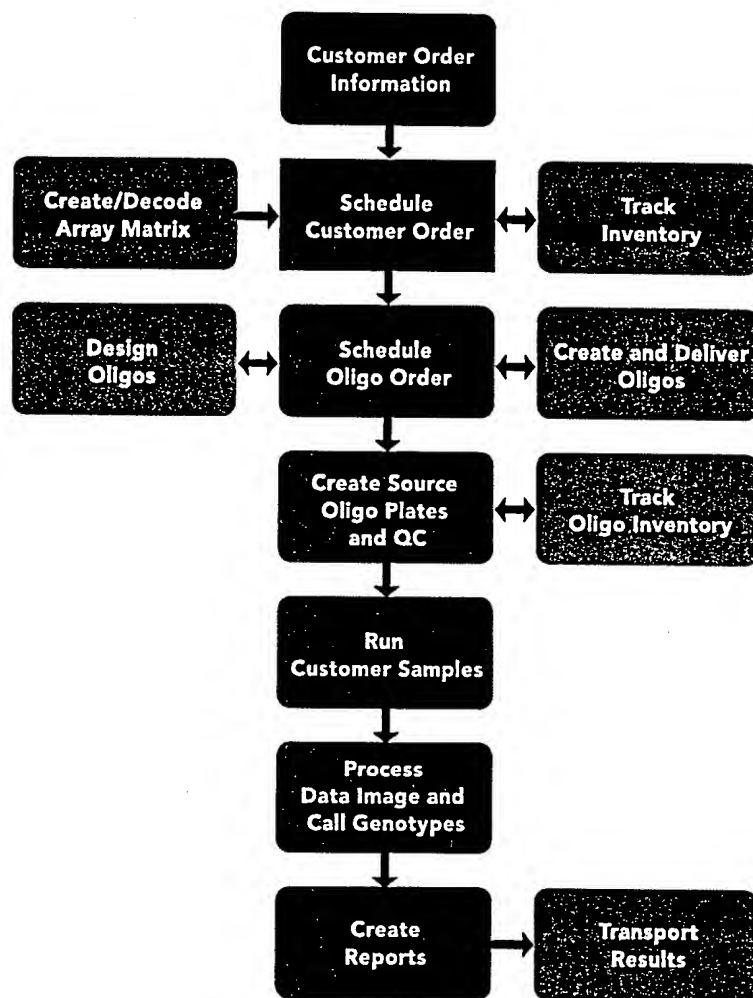 Customer Order
Information
Create/Decode
Array Matrix
Schedule
Customer Order
Track
Inventory
Design
Oligos
Schedule
Oligo Order
Create and Deliver
Oligos
Create Source
Oligo Plates
and QC
Track
Oligo Inventory
Run
Customer Samples
Process
Data Image and
Call Genotypes
Create
Reports
Transport
Results